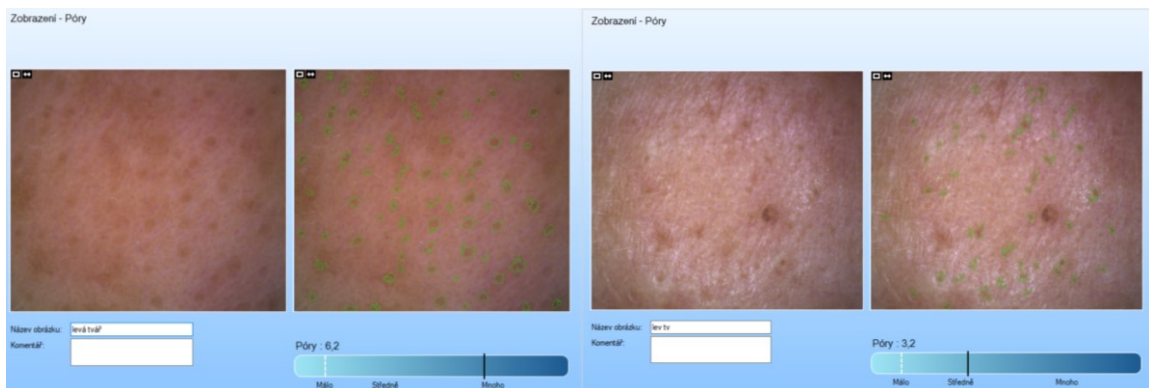 Zobrazení - Póry
Název obrázku: levá tvář
Komentář:
Póry : 6,2
Málo Středně Mnoho
Zobrazení - Póry
Název obrázku: lev tv
Komentář:
Póry : 3,2
Málo Středně Mnoho